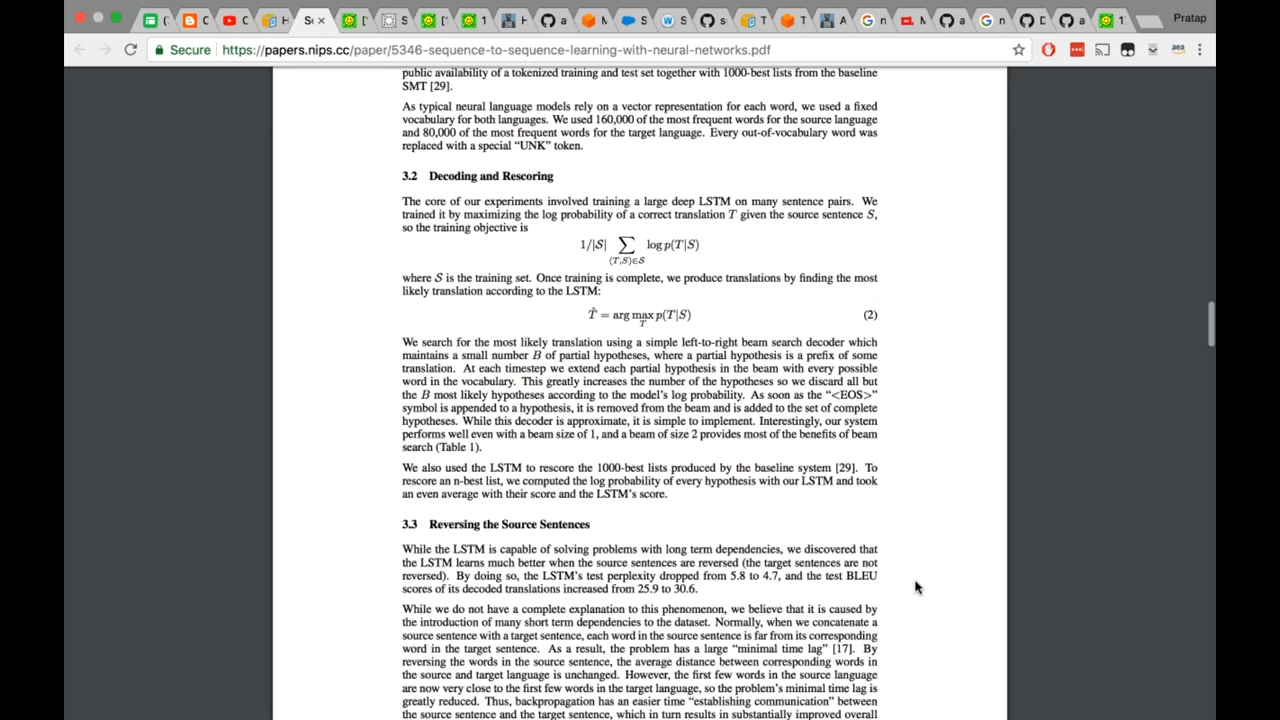 Pratap
Secure
https://papers.nips.cc/paper/5346-sequence-to-sequence-learning-with-neural-networks.pdf
public availability of a tokenized training and test set together with 1000-best lists from the baseline
SMT [29].
As typical neural language models rely on a vector representation for each word, we used a fixed
vocabulary for both languages. We used 160,000 of the most frequent words for the source language
and 80,000 of the most frequent words for the target language. Every out-of-vocabulary word was
replaced with a special “UNK” token.
3.2 Decoding and Rescoring
The core of our experiments involved training a large deep LSTM on many sentence pairs. We
trained it by maximizing the log probability of a correct translation T given the source sentence S,
so the training objective is
1/|S| ∑ log p(T|S)
(T,S)∈S
where S is the training set. Once training is complete, we produce translations by finding the most
likely translation according to the LSTM:
T̂ = arg max p(T|S) (2)
T
We search for the most likely translation using a simple left-to-right beam search decoder which
maintains a small number B of partial hypotheses, where a partial hypothesis is a prefix of some
translation. At each timestep we extend each partial hypothesis in the beam with every possible
word in the vocabulary. This greatly increases the number of the hypotheses so we discard all but
the B most likely hypotheses according to the model’s log probability. As soon as the “<EOS>”
symbol is appended to a hypothesis, it is removed from the beam and is added to the set of complete
hypotheses. While this decoder is approximate, it is simple to implement. Interestingly, our system
performs well even with a beam size of 1, and a beam of size 2 provides most of the benefits of beam
search (Table 1).
We also used the LSTM to rescore the 1000-best lists produced by the baseline system [29]. To
rescore an n-best list, we computed the log probability of every hypothesis with our LSTM and took
an even average with their score and the LSTM’s score.
3.3 Reversing the Source Sentences
While the LSTM is capable of solving problems with long term dependencies, we discovered that
the LSTM learns much better when the source sentences are reversed (the target sentences are not
reversed). By doing so, the LSTM’s test perplexity dropped from 5.8 to 4.7, and the test BLEU
scores of its decoded translations increased from 25.9 to 30.6.
While we do not have a complete explanation to this phenomenon, we believe that it is caused by
the introduction of many short term dependencies to the dataset. Normally, when we concatenate a
source sentence with a target sentence, each word in the source sentence is far from its corresponding
word in the target sentence. As a result, the problem has a large “minimal time lag” [17]. By
reversing the words in the source sentence, the average distance between corresponding words in
the source and target language is unchanged. However, the first few words in the source language
are now very close to the first few words in the target language, so the problem’s minimal time lag is
greatly reduced. Thus, backpropagation has an easier time “establishing communication” between
the source sentence and the target sentence, which in turn results in substantially improved overall